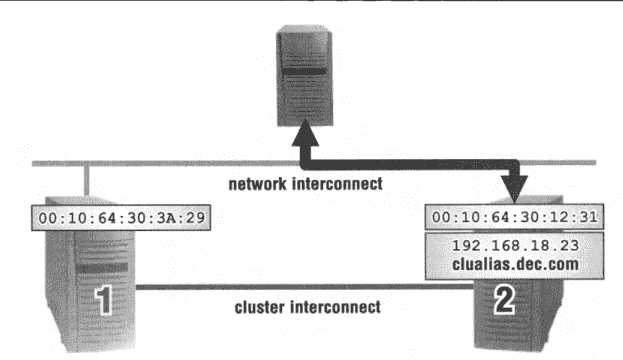 network interconnect
00:10:64:30:3A:29
00:10:64:30:12:31
192.168.18.23
clualias.dec.com
1
2
cluster interconnect